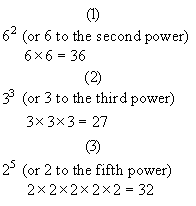 (1)
6² (or 6 to the second power)
6 × 6 = 36
(2)
3³ (or 3 to the third power)
3× 3× 3 = 27
(3)
2⁵ (or 2 to the fifth power)
2×2×2×2×2 = 32